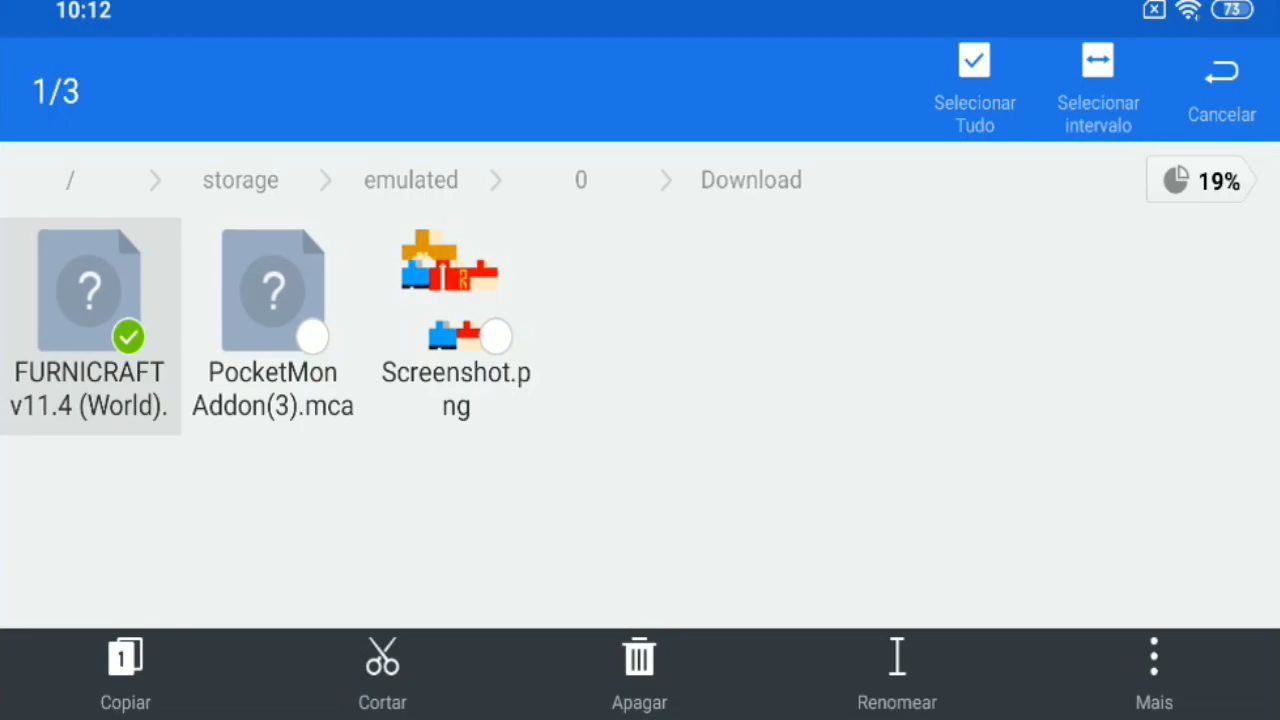 10:12
73
1/3
Selecionar
Tudo
Selecionar
intervalo
Cancelar
/
storage
emulated
0
Download
19%
FURNICRAFT
v11.4 (World).
PocketMon
Addon(3).mca
Screenshot.p
ng
1
Copiar
Cortar
Apagar
Renomear
Mais